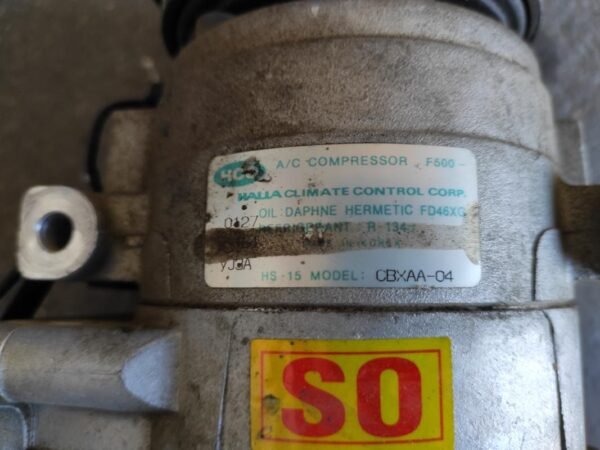 HCC A/C COMPRESSOR F500-
HALLA CLIMATE CONTROL CORP.
OIL DAPHNE HERMETIC FD46XG
0127
REFRIGERANT R-134
HS-15 MODEL: CBXAA-04
SO